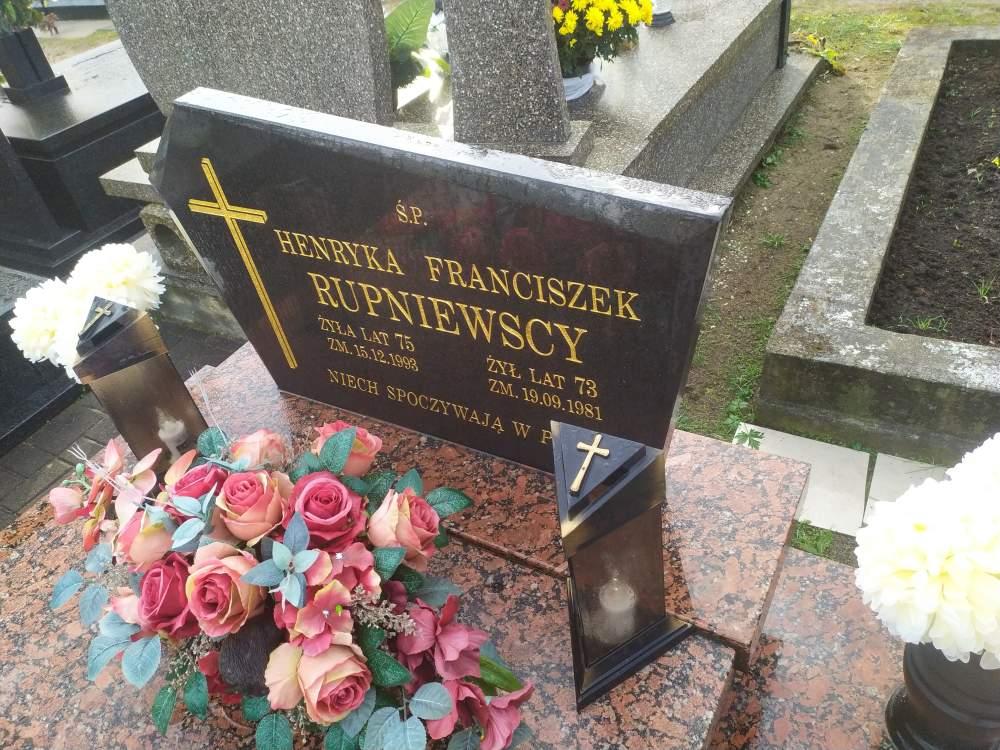 Ś.P.
HENRYKA FRANCISZEK
RUPNIEWSCY
ŻYŁA LAT 75
ZM. 15.12.1993
ŻYŁ LAT 73
ZM. 19.09.1981
NIECH SPOCZYWAJĄ W